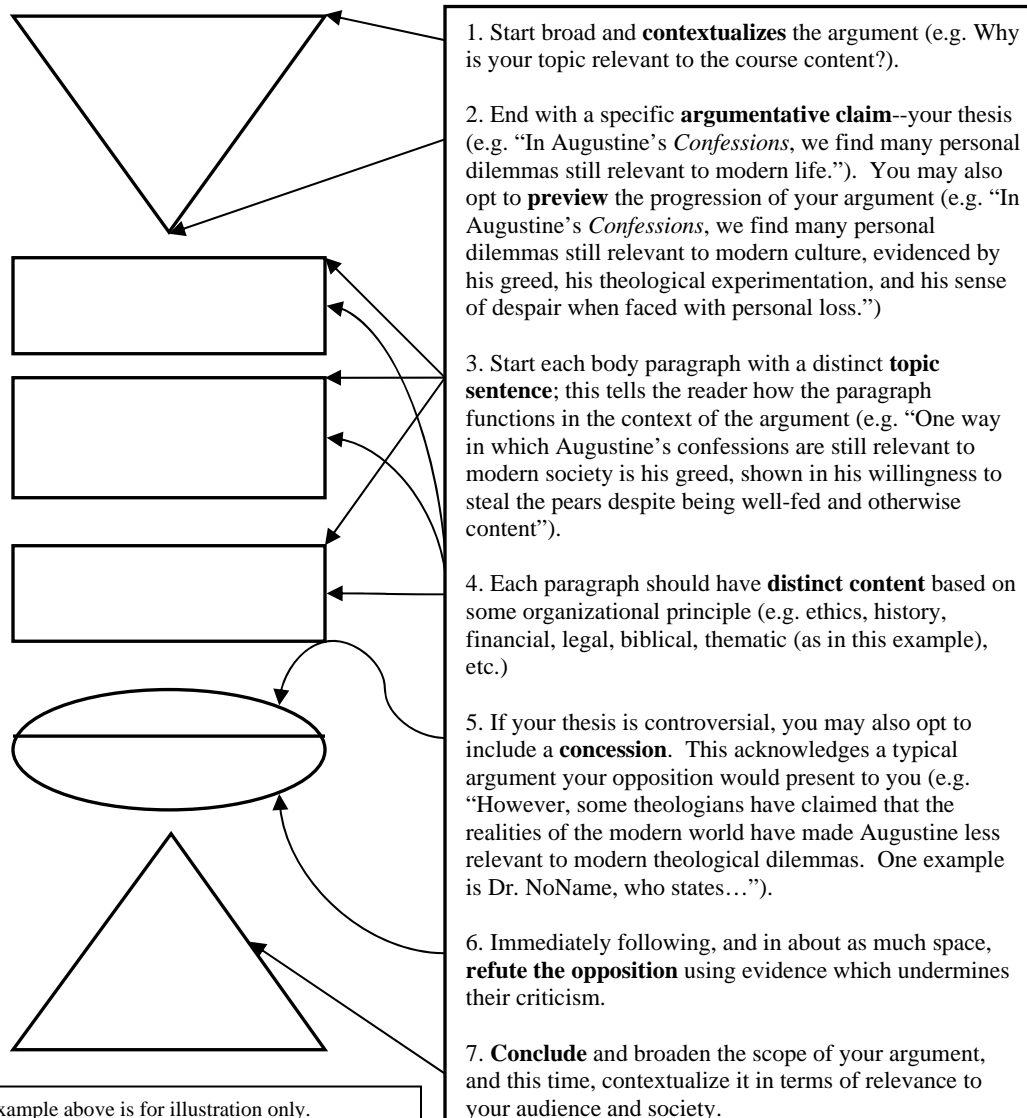 1. Start broad and contextualizes the argument (e.g. Why
is your topic relevant to the course content?).
2. End with a specific argumentative claim--your thesis
(e.g. “In Augustine’s Confessions, we find many personal
dilemmas still relevant to modern life.”).  You may also
opt to preview the progression of your argument (e.g. “In
Augustine’s Confessions, we find many personal
dilemmas still relevant to modern culture, evidenced by
his greed, his theological experimentation, and his sense
of despair when faced with personal loss.”)
3. Start each body paragraph with a distinct topic
sentence; this tells the reader how the paragraph
functions in the context of the argument (e.g. “One way
in which Augustine’s confessions are still relevant to
modern society is his greed, shown in his willingness to
steal the pears despite being well-fed and otherwise
content”).
4. Each paragraph should have distinct content based on
some organizational principle (e.g. ethics, history,
financial, legal, biblical, thematic (as in this example),
etc.)
5. If your thesis is controversial, you may also opt to
include a concession.  This acknowledges a typical
argument your opposition would present to you (e.g.
“However, some theologians have claimed that the
realities of the modern world have made Augustine less
relevant to modern theological dilemmas.  One example
is Dr. NoName, who states…”).
6. Immediately following, and in about as much space,
refute the opposition using evidence which undermines
their criticism.
7. Conclude and broaden the scope of your argument,
and this time, contextualize it in terms of relevance to
your audience and society.
above is for illustration only.